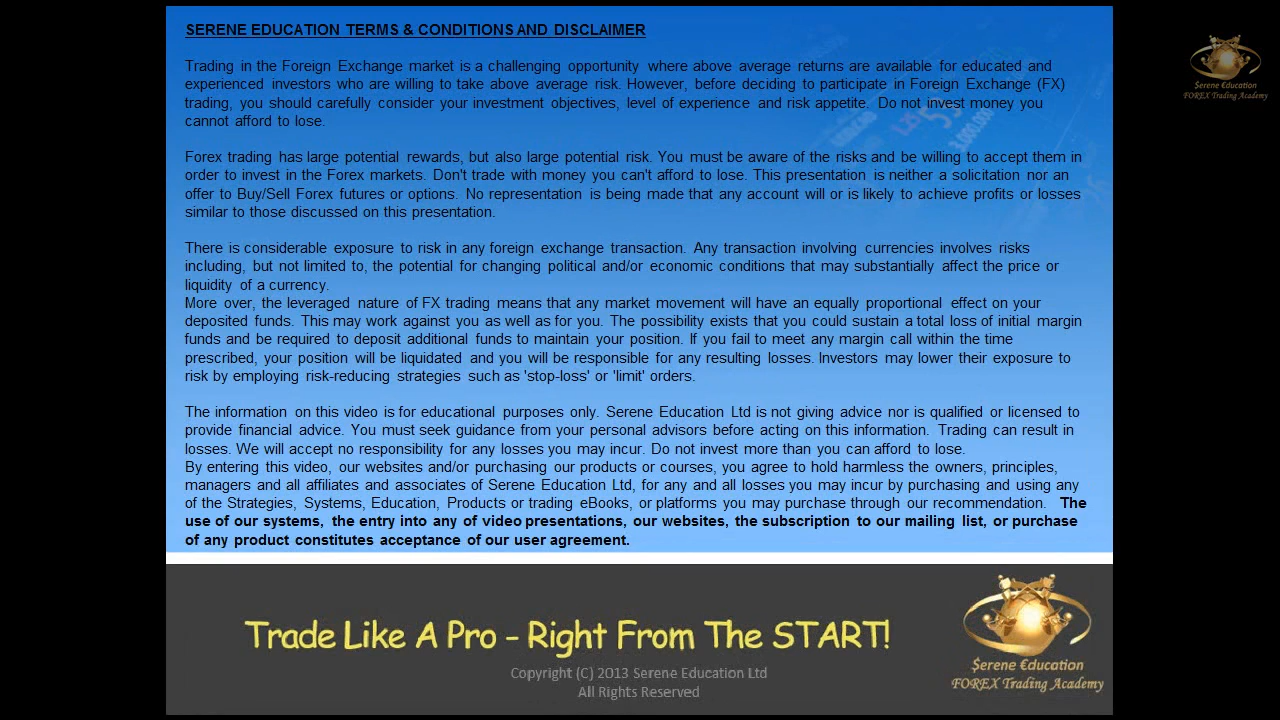 SERENE EDUCATION TERMS & CONDITIONS AND DISCLAIMER
Trading in the Foreign Exchange market is a challenging opportunity where above average returns are available for educated and
experienced investors who are willing to take above average risk. However, before deciding to participate in Foreign Exchange (FX)
trading, you should carefully consider your investment objectives, level of experience and risk appetite. Do not invest money you
cannot afford to lose.
Forex trading has large potential rewards, but also large potential risk. You must be aware of the risks and be willing to accept them in
order to invest in the Forex markets. Don't trade with money you can't afford to lose. This presentation is neither a solicitation nor an
offer to Buy/Sell Forex futures or options. No representation is being made that any account will or is likely to achieve profits or losses
similar to those discussed on this presentation.
There is considerable exposure to risk in any foreign exchange transaction. Any transaction involving currencies involves risks
including, but not limited to, the potential for changing political and/or economic conditions that may substantially affect the price or
liquidity of a currency.
More over, the leveraged nature of FX trading means that any market movement will have an equally proportional effect on your
deposited funds. This may work against you as well as for you. The possibility exists that you could sustain a total loss of initial margin
funds and be required to deposit additional funds to maintain your position. If you fail to meet any margin call within the time
prescribed, your position will be liquidated and you will be responsible for any resulting losses. Investors may lower their exposure to
risk by employing risk-reducing strategies such as 'stop-loss' or 'limit' orders.
The information on this video is for educational purposes only. Serene Education Ltd is not giving advice nor is qualified or licensed to
provide financial advice. You must seek guidance from your personal advisors before acting on this information. Trading can result in
losses. We will accept no responsibility for any losses you may incur. Do not invest more than you can afford to lose.
By entering this video, our websites and/or purchasing our products or courses, you agree to hold harmless the owners, principles,
managers and all affiliates and associates of Serene Education Ltd, for any and all losses you may incur by purchasing and using any
of the Strategies, Systems, Education, Products or trading eBooks, or platforms you may purchase through our recommendation. The
use of our systems, the entry into any of video presentations, our websites, the subscription to our mailing list, or purchase
of any product constitutes acceptance of our user agreement.
Trade Like A Pro - Right From The START!
Copyright (C) 2013 Serene Education Ltd
All Rights Reserved
$erene €ducation
FOREX Trading Academy
$erene €ducation
FOREX Trading Academy